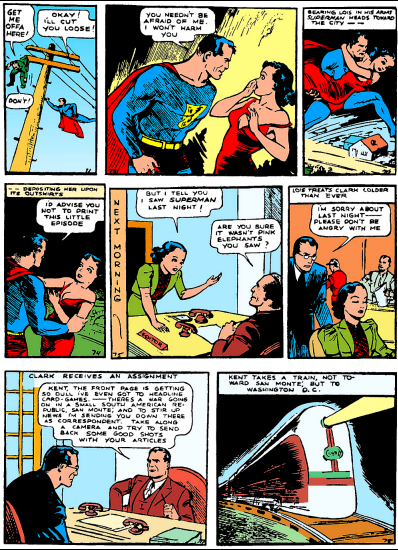 GET
ME
OFFA
HERE!
OKAY!
I'LL CUT
YOU LOOSE!
DON'T!
YOU NEEDN'T BE
AFRAID OF ME.
I WON'T HARM
YOU
BEARING LOIS IN HIS ARMS
SUPERMAN HEADS TOWARD
THE CITY --
-- DEPOSITING HER UPON
ITS OUTSKIRTS
I'D ADVISE YOU
NOT TO PRINT
THIS LITTLE
EPISODE
74
NEXT MORNING
BUT I TELL YOU
I SAW SUPERMAN
LAST NIGHT!
ARE YOU SURE
IT WASN'T PINK
ELEPHANTS
YOU SAW?
EDITOR
LOIS TREATS CLARK COLDER
THAN EVER
I'M SORRY ABOUT
LAST NIGHT--
PLEASE DON'T BE
ANGRY WITH ME
CLARK RECEIVES AN ASSIGNMENT
KENT, THE FRONT PAGE IS GETTING
SO DULL I'VE EVEN GOT TO HEADLINE
CARD-GAMES. -- THERE'S A WAR GOING
ON IN A SMALL SOUTH AMERICAN RE-
PUBLIC, SAN MONTE; AND TO STIR UP
NEWS I'M SENDING YOU DOWN THERE
AS CORRESPONDENT. TAKE ALONG
A CAMERA AND TRY TO SEND
BACK SOME GOOD SHOTS
WITH YOUR ARTICLES
KENT TAKES A TRAIN, NOT TO-
WARD SAN MONTE, BUT TO
WASHINGTON D.C.